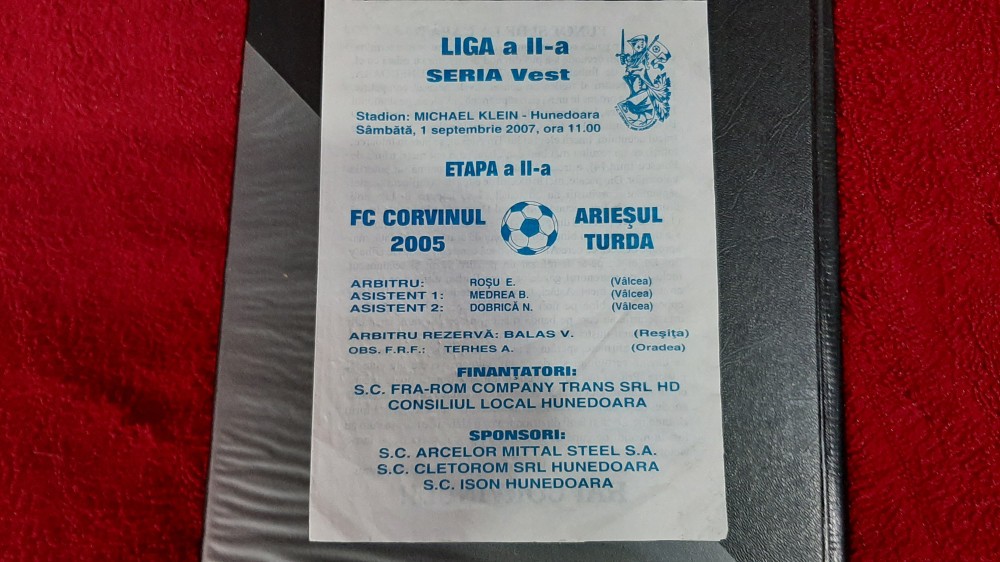 LIGA a II-a
SERIA Vest
Stadion: MICHAEL KLEIN - Hunedoara
Sâmbătă, 1 septembrie 2007, ora 11.00
ETAPA a II-a
FC CORVINUL 2005
ARIEŞUL TURDA
ARBITRU: ROŞU E. (Vâlcea)
ASISTENT 1: MEDREA B. (Vâlcea)
ASISTENT 2: DOBRICĂ N. (Vâlcea)
ARBITRU REZERVĂ: BALAS V. (Reşiţa)
OBS. F.R.F.: TERHES A. (Oradea)
FINANŢATORI:
S.C. FRA-ROM COMPANY TRANS SRL HD
CONSILIUL LOCAL HUNEDOARA
SPONSORI:
S.C. ARCELOR MITTAL STEEL S.A.
S.C. CLETOROM SRL HUNEDOARA
S.C. ISON HUNEDOARA